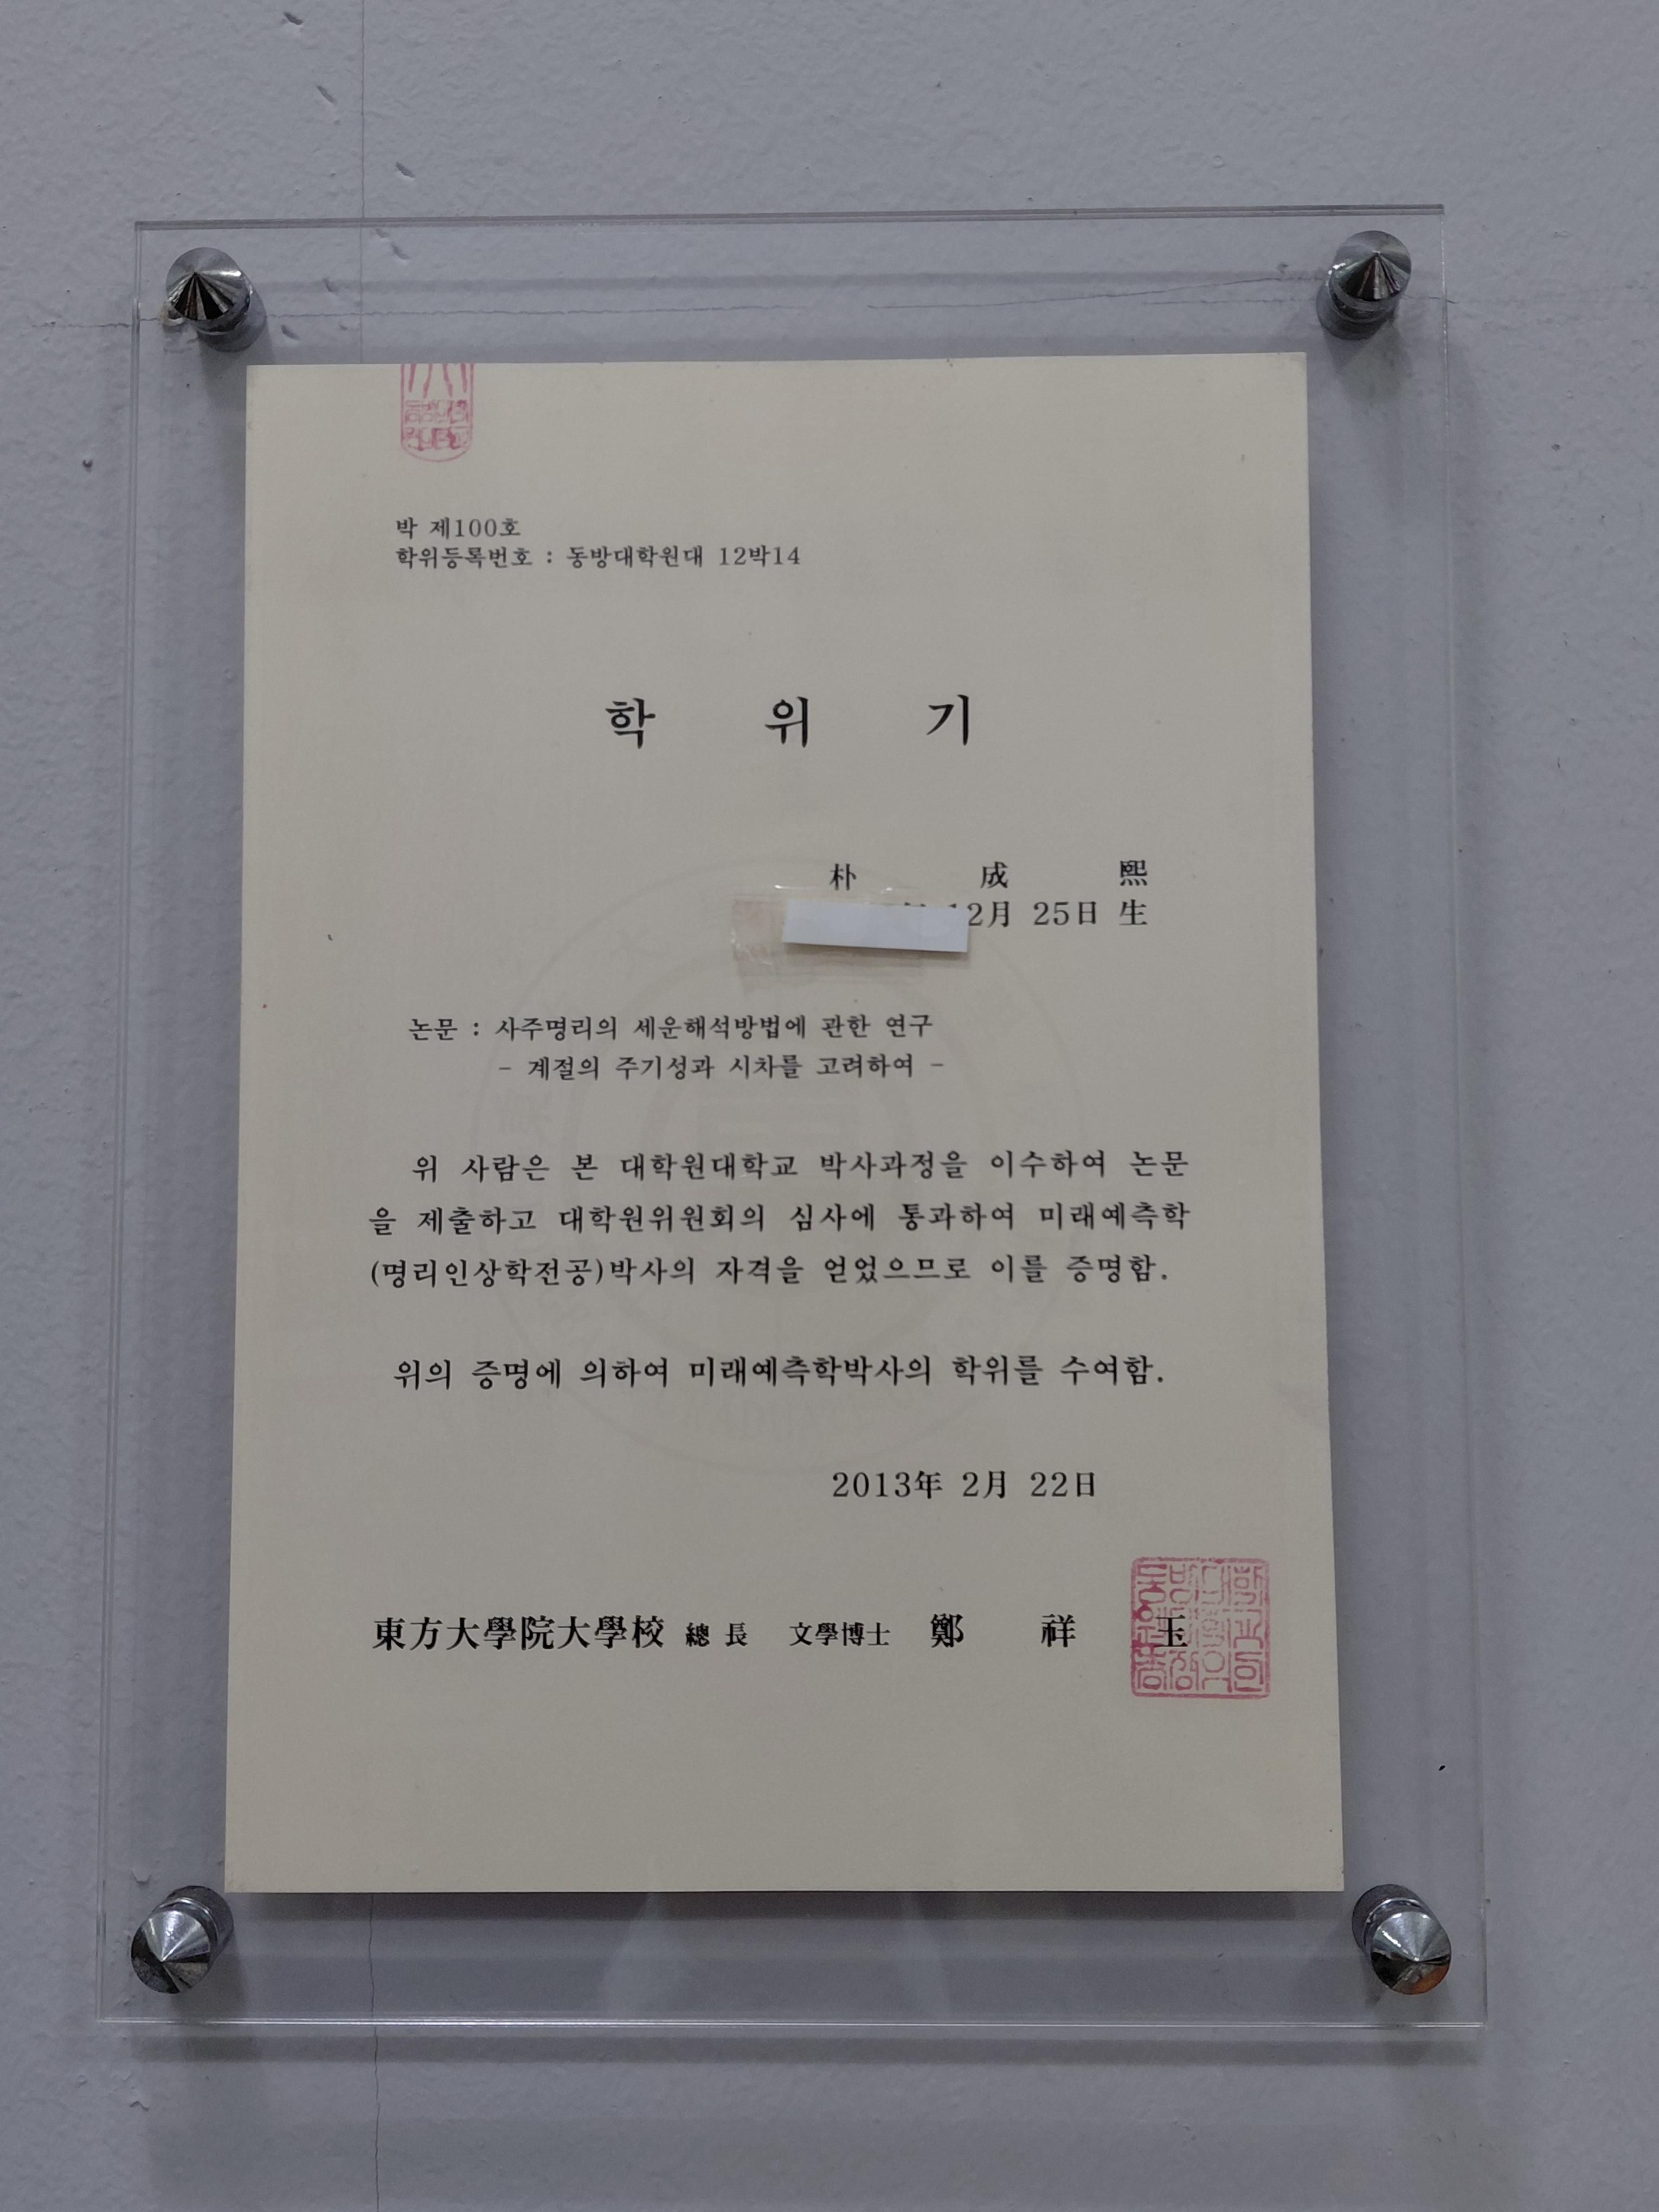 박 제100호
학위등록번호 : 동방대학원대 12박14
학 위 기
朴 成 熙
12月 25日 生
논문 : 사주명리의 세운해석방법에 관한 연구
- 계절의 주기성과 시차를 고려하여 -
위 사람은 본 대학원대학교 박사과정을 이수하여 논문
을 제출하고 대학원위원회의 심사에 통과하여 미래예측학
(명리인상학전공)박사의 자격을 얻었으므로 이를 증명함.
위의 증명에 의하여 미래예측학박사의 학위를 수여함.
2013年 2月 22日
東方大學院大學校 總 長 文學博士 鄭 祥 玉